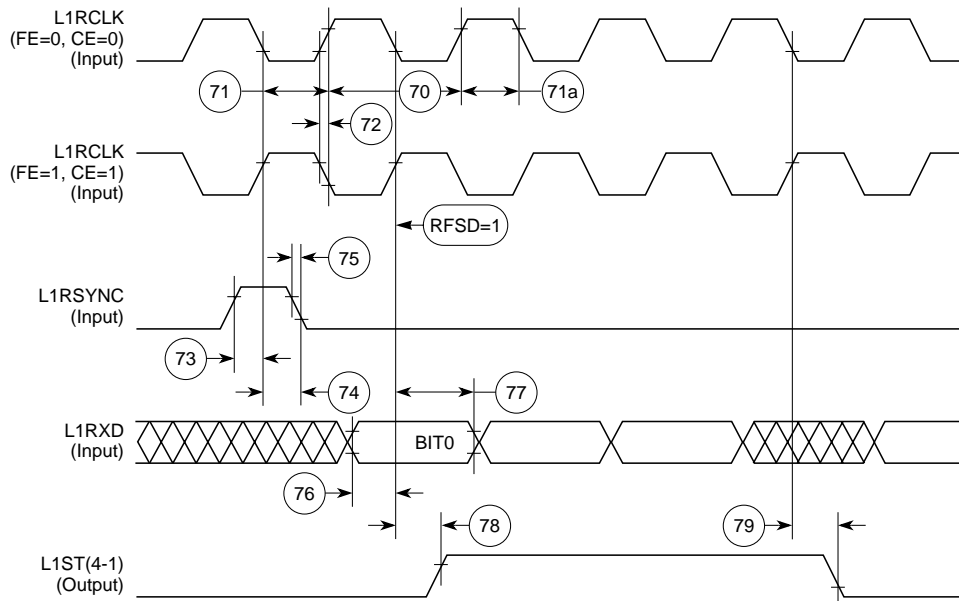 L1RCLK
(FE=0, CE=0)
(Input)
71
70
71a
72
L1RCLK
(FE=1, CE=1)
(Input)
RFSD=1
75
L1RSYNC
(Input)
73
74
77
L1RXD
(Input)
BIT0
76
78
79
L1ST(4-1)
(Output)